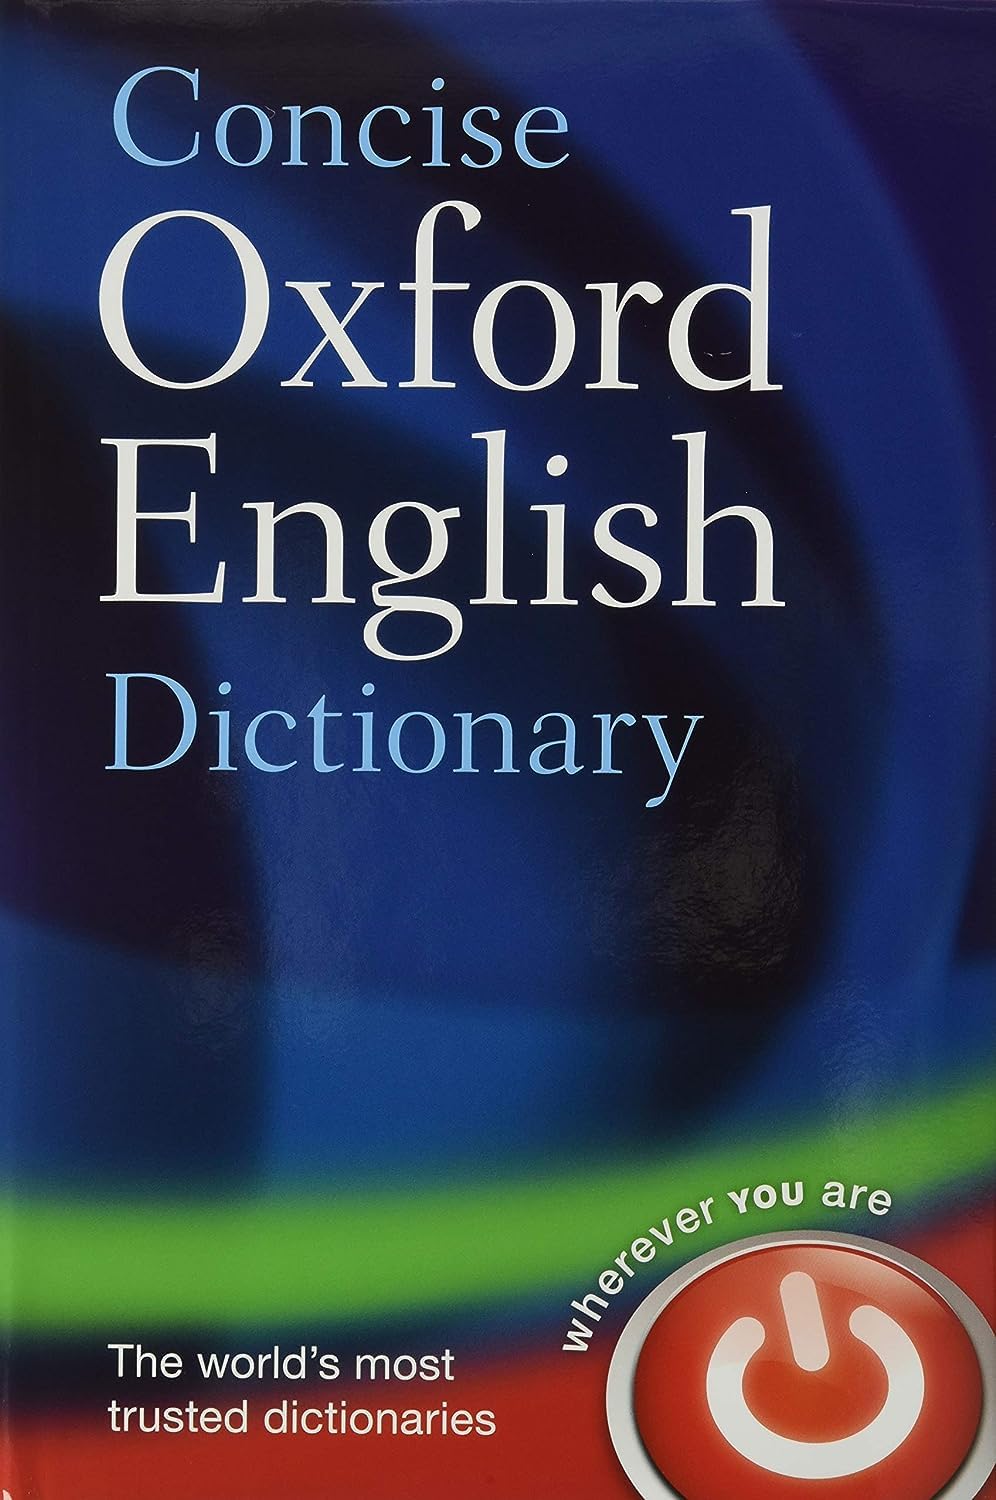 Concise
Oxford
English
Dictionary
wherever YOU are
The world's most
trusted dictionaries